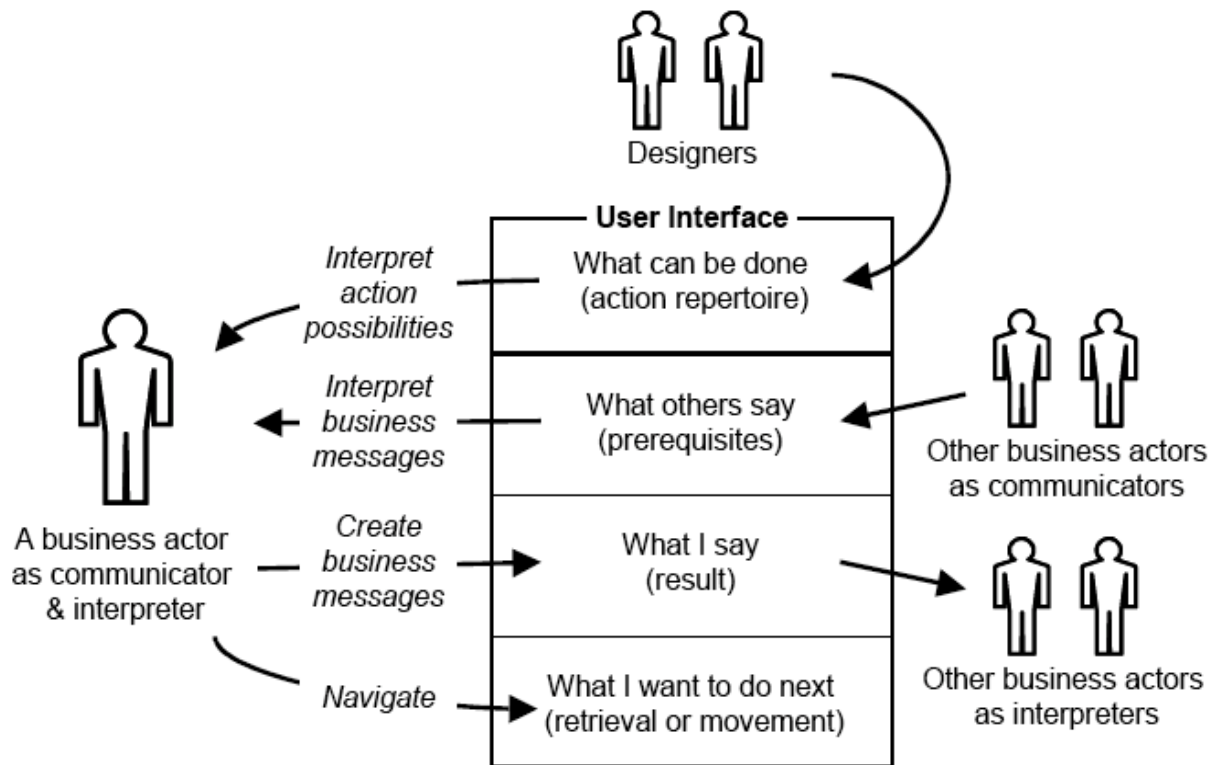 Designers
User Interface
Interpret
action
possibilities
What can be done
(action repertoire)
Interpret
business
messages
What others say
(prerequisites)
Other business actors
as communicators
A business actor
as communicator
& interpreter
Create
business
messages
What I say
(result)
Other business actors
as interpreters
Navigate
What I want to do next
(retrieval or movement)